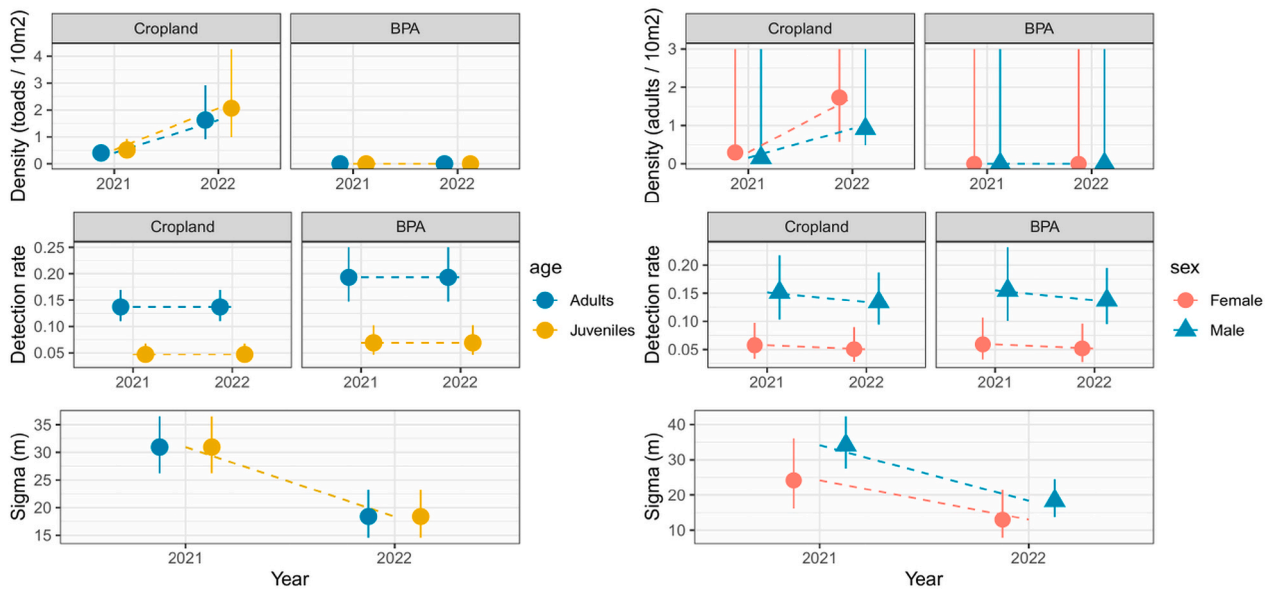 Cropland
BPA
Density (toads / 10m2)
4
3
2
1
0
2021
2022
2021
2022
Cropland
BPA
Detection rate
0.25
0.20
0.15
0.10
0.05
2021
2022
2021
2022
age
Adults
Juveniles
Sigma (m)
35
30
25
20
15
2021
2022
Year
Cropland
BPA
Density (adults / 10m2)
3
2
1
0
2021
2022
2021
2022
Cropland
BPA
Detection rate
0.20
0.15
0.10
0.05
2021
2022
2021
2022
sex
Female
Male
Sigma (m)
40
30
20
10
2021
2022
Year